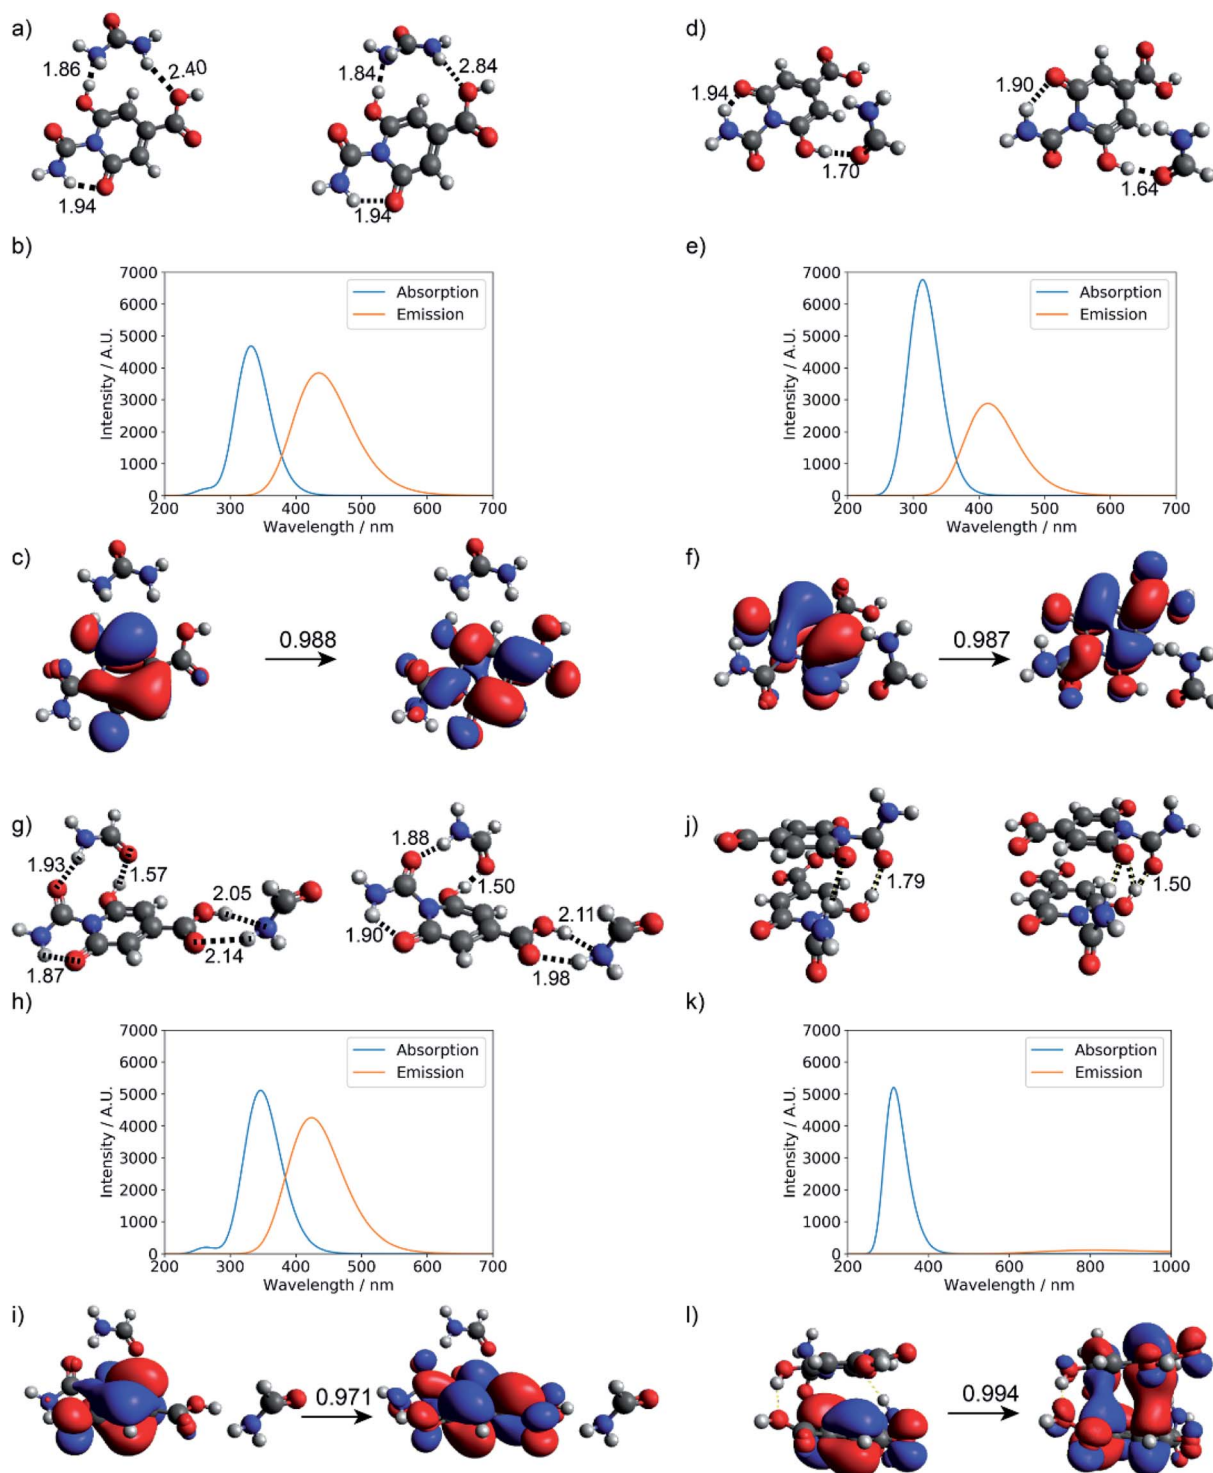 a)
1.86
2.40
1.94
1.84
2.84
1.94
d)
1.94
1.70
1.90
1.64
b)
7000
6000
5000
4000
3000
2000
1000
0
Intensity / A.U.
Absorption
Emission
200 300 400 500 600 700
Wavelength / nm
e)
7000
6000
5000
4000
3000
2000
1000
0
Intensity / A.U.
Absorption
Emission
200 300 400 500 600 700
Wavelength / nm
c)
0.988
f)
0.987
g)
1.93
1.57
2.05
2.14
1.87
1.88
1.50
2.11
1.90
1.98
j)
1.79
1.50
h)
7000
6000
5000
4000
3000
2000
1000
0
Intensity / A.U.
Absorption
Emission
200 300 400 500 600 700
Wavelength / nm
k)
7000
6000
5000
4000
3000
2000
1000
0
Intensity / A.U.
Absorption
Emission
200 400 600 800 1000
Wavelength / nm
i)
0.971
l)
0.994